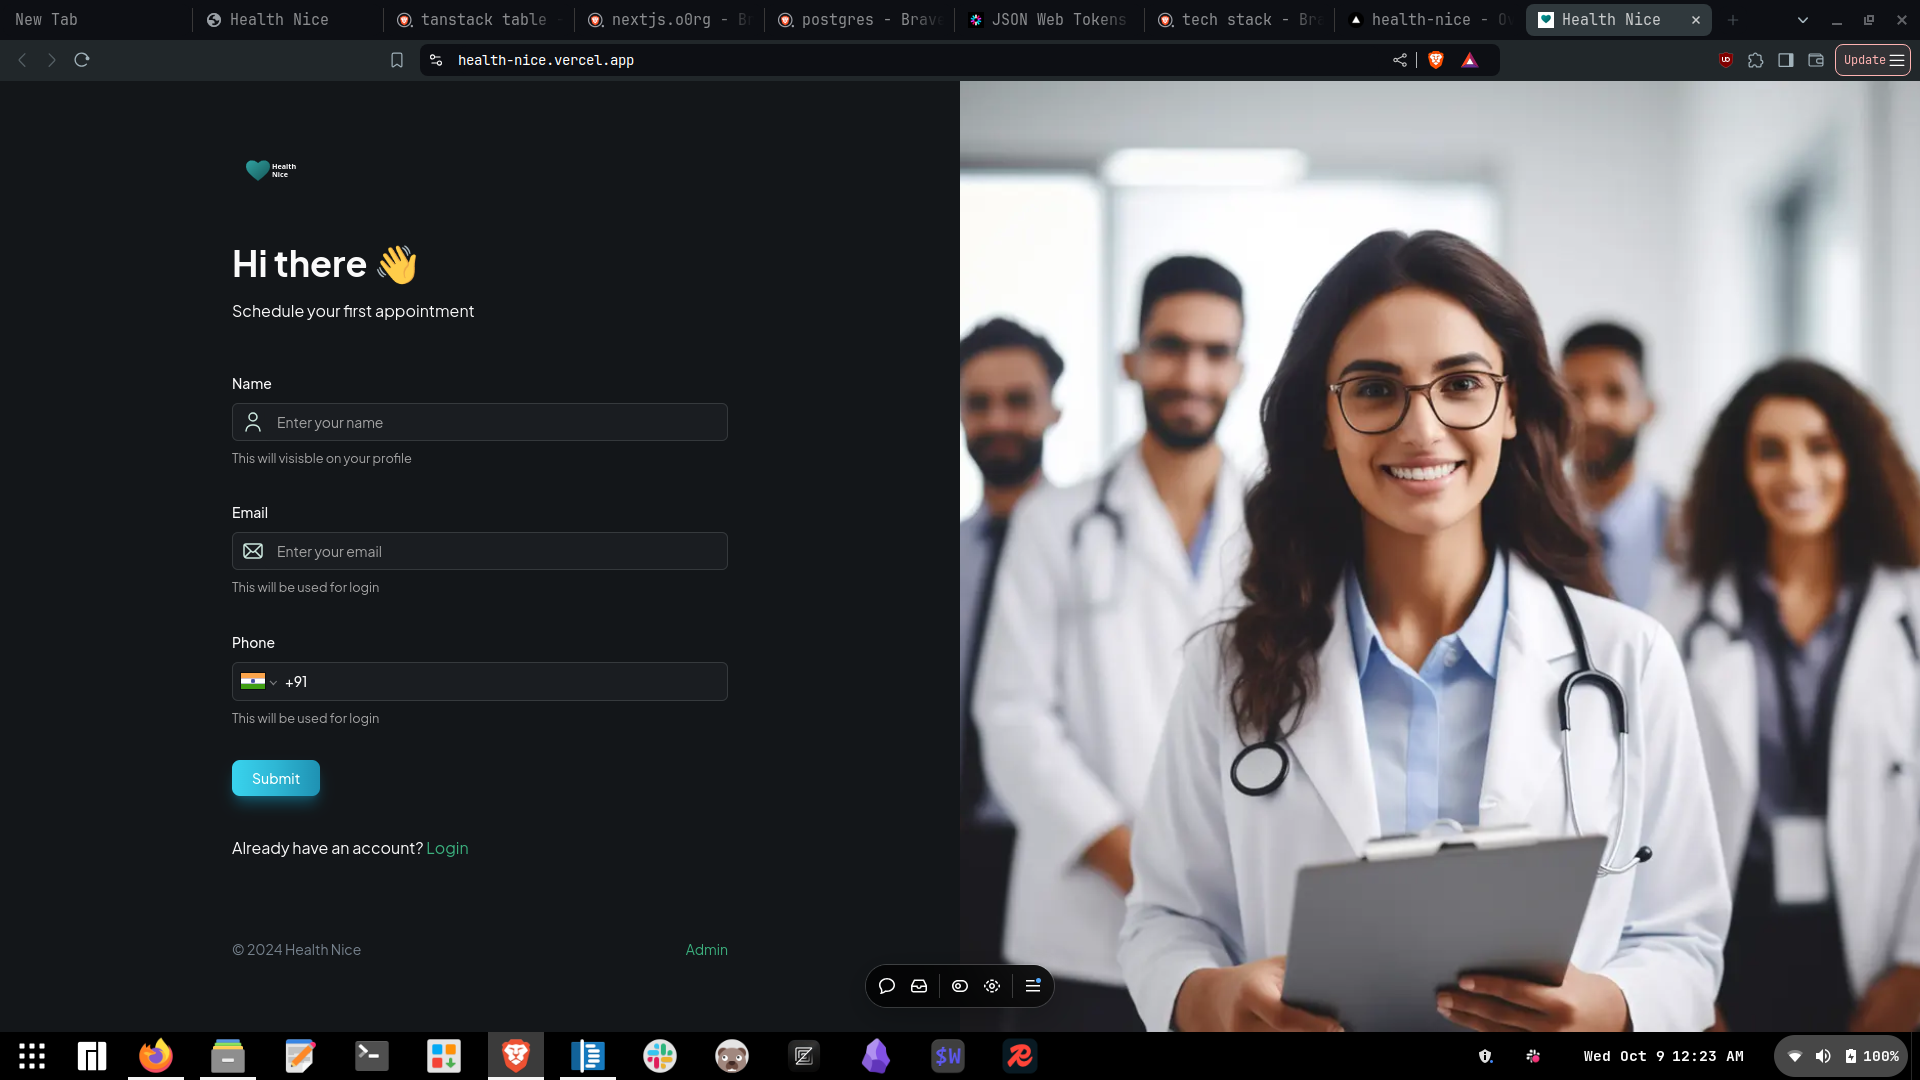 New Tab
Health Nice
tanstack table -
nextjs.o0rg - Br
postgres - Brave
JSON Web Tokens
tech stack - Bra
health-nice - Ov
Health Nice
health-nice.vercel.app
Update
Health
Nice
Hi there 👋
Schedule your first appointment
Name
Enter your name
This will visisble on your profile
Email
Enter your email
This will be used for login
Phone
+91
This will be used for login
Submit
Already have an account? Login
© 2024 Health Nice
Admin
$W
Wed Oct 9 12:23 AM
100%